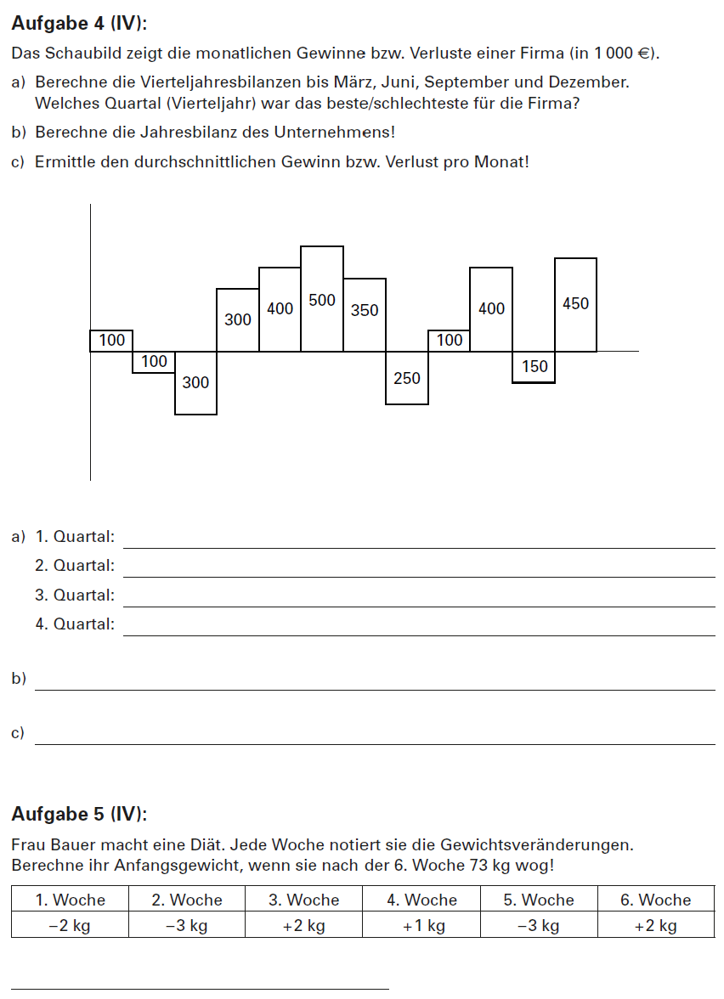 Aufgabe 4 (IV):
Das Schaubild zeigt die monatlichen Gewinne bzw. Verluste einer Firma (in 1 000 €).
a) Berechne die Vierteljahresbilanzen bis März, Juni, September und Dezember.
Welches Quartal (Vierteljahr) war das beste/schlechteste für die Firma?
b) Berechne die Jahresbilanz des Unternehmens!
c) Ermittle den durchschnittlichen Gewinn bzw. Verlust pro Monat!
100
100
300
300
400
500
350
250
100
400
150
450
a) 1. Quartal:
2. Quartal:
3. Quartal:
4. Quartal:
b)
c)
Aufgabe 5 (IV):
Frau Bauer macht eine Diät. Jede Woche notiert sie die Gewichtsveränderungen.
Berechne ihr Anfangsgewicht, wenn sie nach der 6. Woche 73 kg wog!
1. Woche 2. Woche 3. Woche 4. Woche 5. Woche 6. Woche
−2 kg −3 kg +2 kg +1 kg −3 kg +2 kg